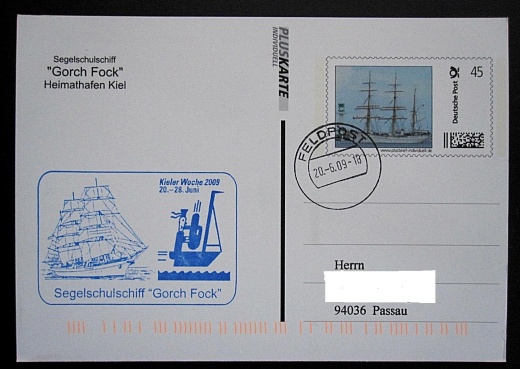 Segelschulschiff
"Gorch Fock"
Heimathafen Kiel
PLUSKARTE
INDIVIDUELL
Deutsche Post
45
FELDPOST
20.-6.09-18
Kieler Woche 2009
20.-28. Juni
Segelschulschiff "Gorch Fock"
Herrn
94036 Passau